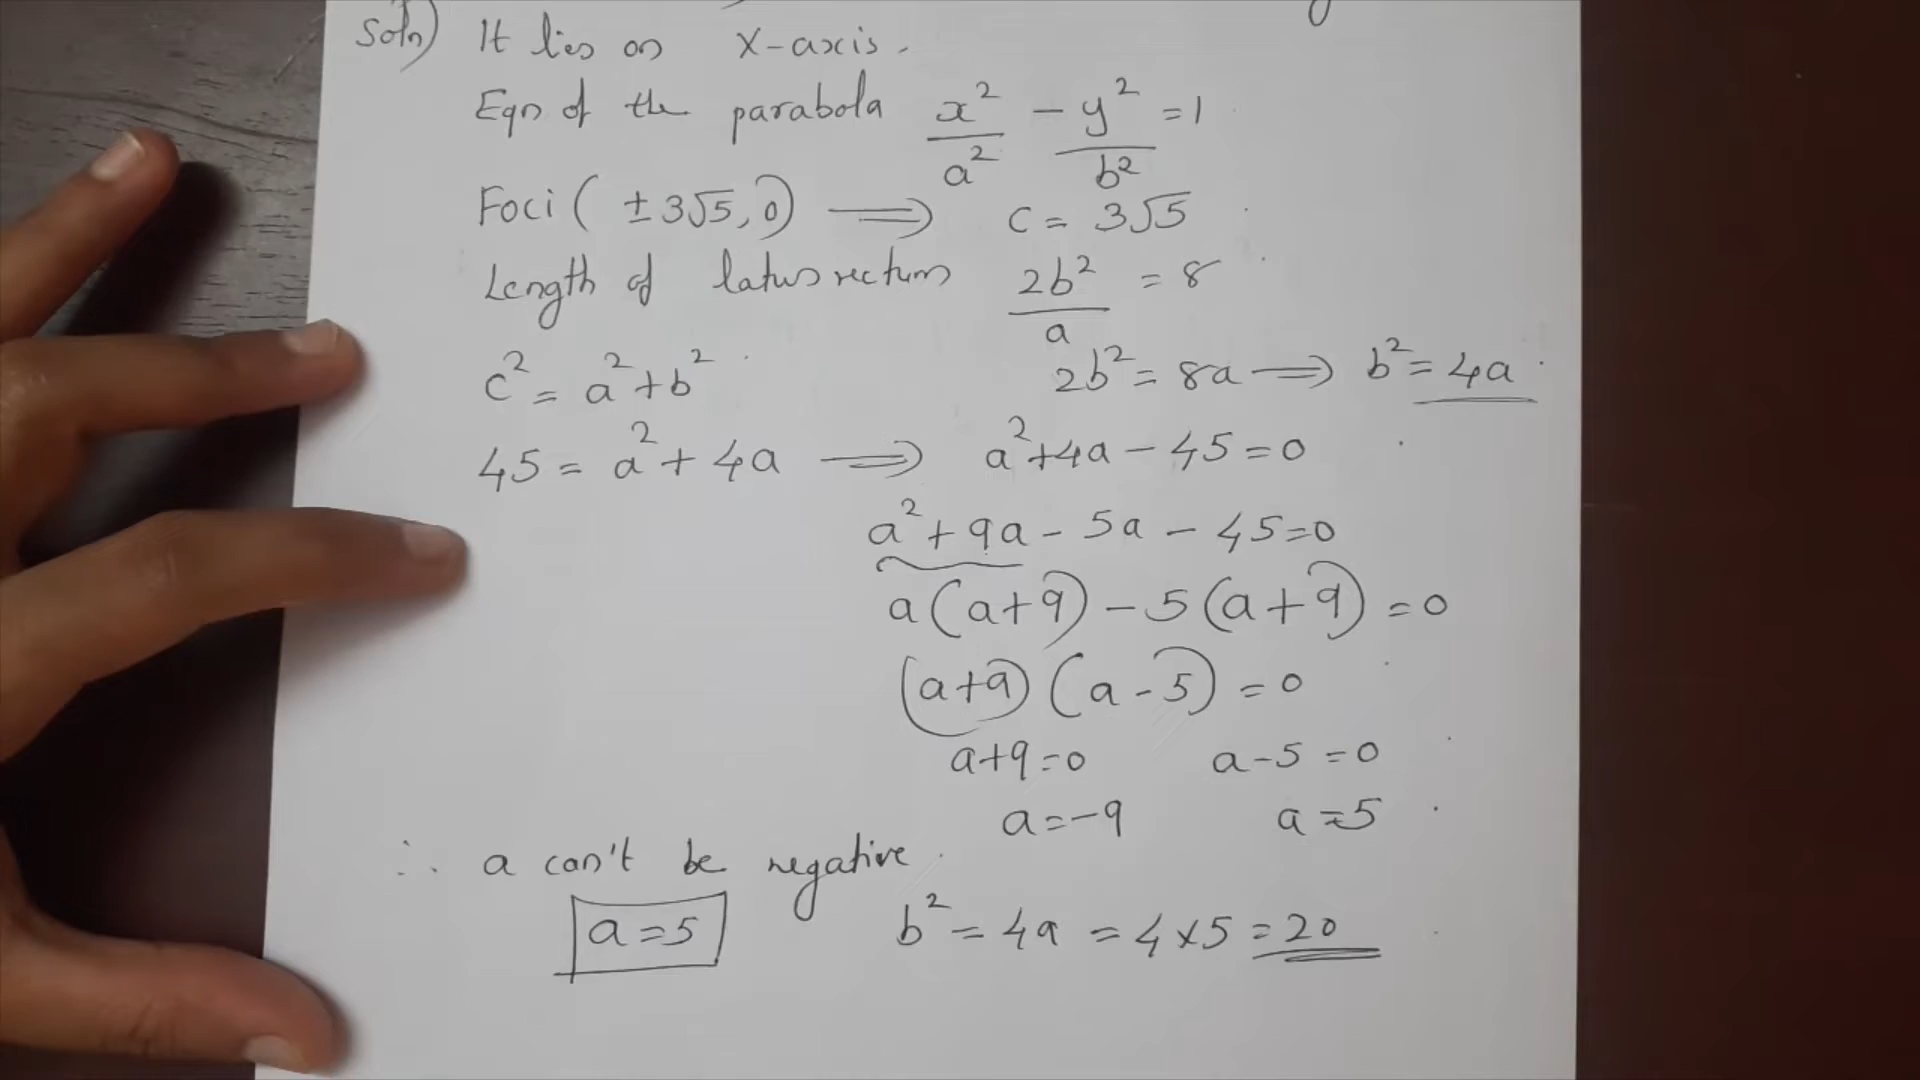 Soln) It lies on X-axis.
Eqn of the parabola x²/a² - y²/b² = 1
Foci (±3√5, 0) ⟹ c = 3√5
Length of latus rectum 2b²/a = 8
2b² = 8a ⟹ b² = 4a
c² = a² + b²
45 = a² + 4a ⟹ a² + 4a - 45 = 0
a² + 9a - 5a - 45 = 0
a(a+9) - 5(a+9) = 0
(a+9)(a-5) = 0
a+9=0 a-5=0
a=-9 a=5
∴ a can't be negative.
a=5 b² = 4a = 4×5 = 20